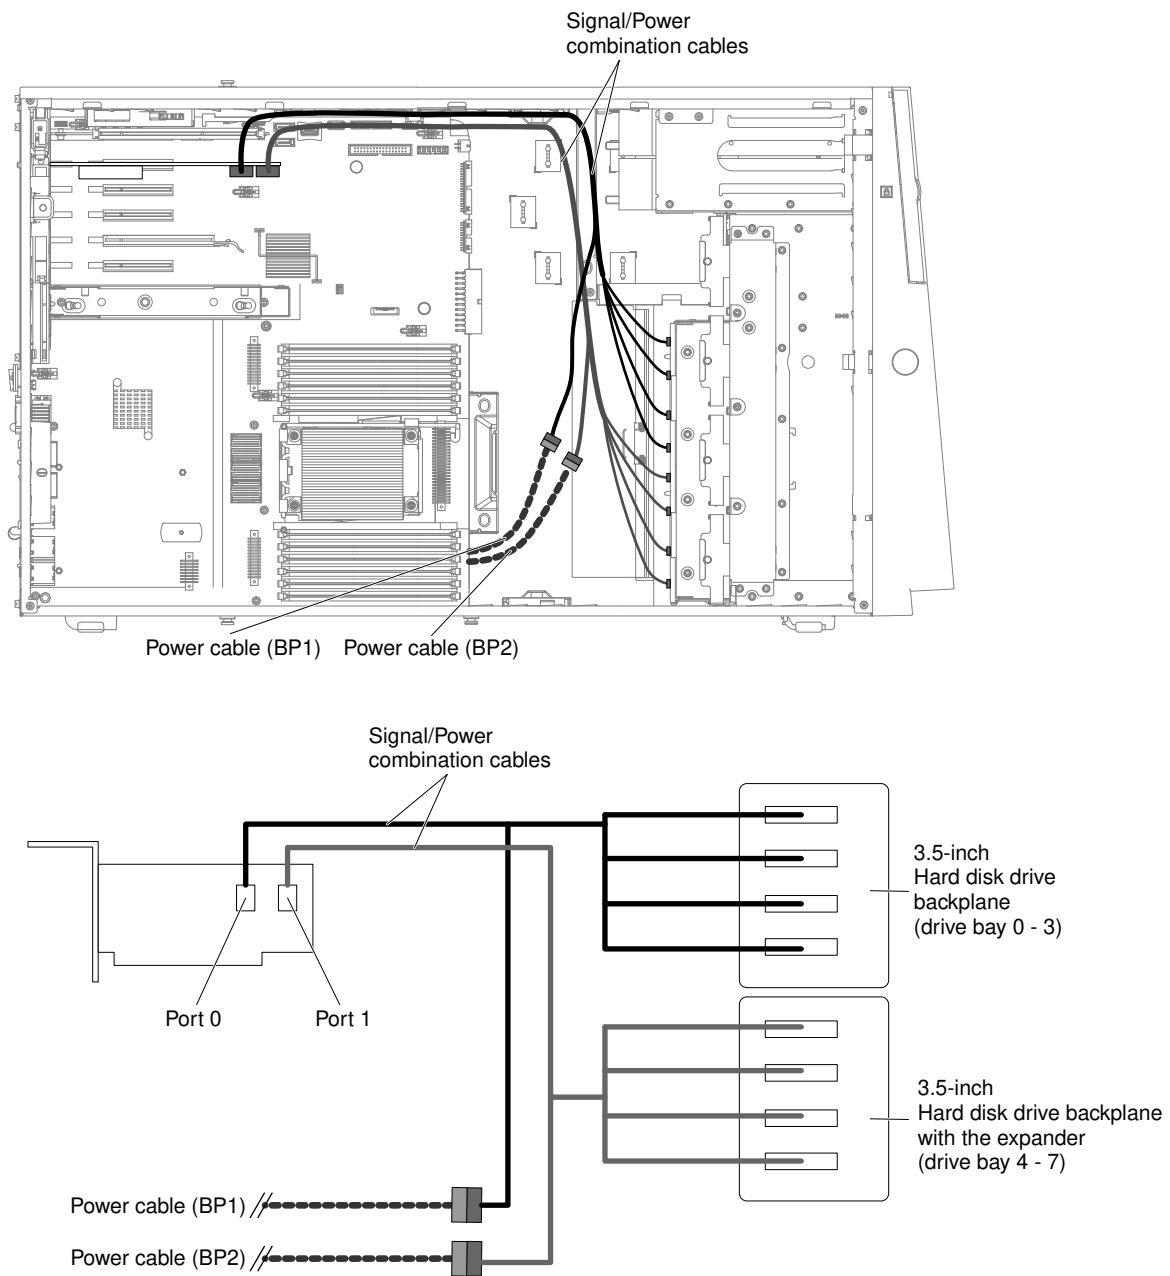 Signal/Power
combination cables
Power cable (BP1)
Power cable (BP2)
Signal/Power
combination cables
3.5-inch
Hard disk drive
backplane
(drive bay 0 - 3)
Port 0
Port 1
3.5-inch
Hard disk drive backplane
with the expander
(drive bay 4 - 7)
Power cable (BP1)
Power cable (BP2)